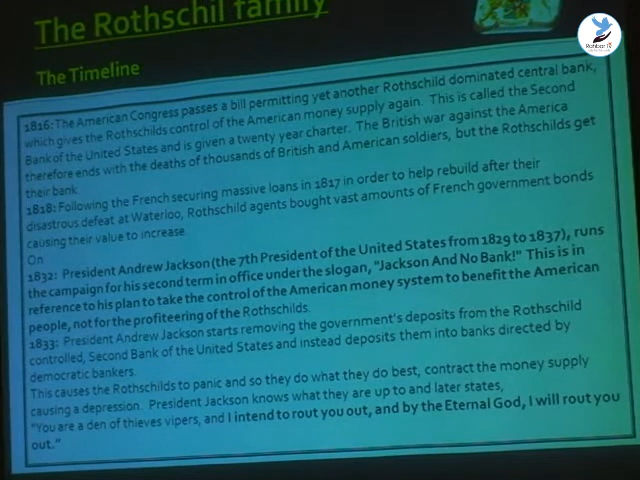 The Rothschil family
The Timeline
1816: The American Congress passes a bill permitting yet another Rothschild dominated central bank,
which gives the Rothschilds control of the American money supply again. This is called the Second
Bank of the United States and is given a twenty year charter. The British war against the America
therefore ends with the deaths of thousands of British and American soldiers, but the Rothschilds get
their bank.
1818: Following the French securing massive loans in 1817 in order to help rebuild after their
disastrous defeat at Waterloo, Rothschild agents bought vast amounts of French government bonds
causing their value to increase
On
1832: President Andrew Jackson (the 7th President of the United States from 1829 to 1837), runs
the campaign for his second term in office under the slogan, "Jackson And No Bank!" This is in
reference to his plan to take the control of the American money system to benefit the American
people, not for the profiteering of the Rothschilds.
1833: President Andrew Jackson starts removing the government's deposits from the Rothschild
controlled, Second Bank of the United States and instead deposits them into banks directed by
democratic bankers.
This causes the Rothschilds to panic and so they do what they do best, contract the money supply
causing a depression. President Jackson knows what they are up to and later states,
"You are a den of thieves vipers, and I intend to rout you out, and by the Eternal God, I will rout you
out."